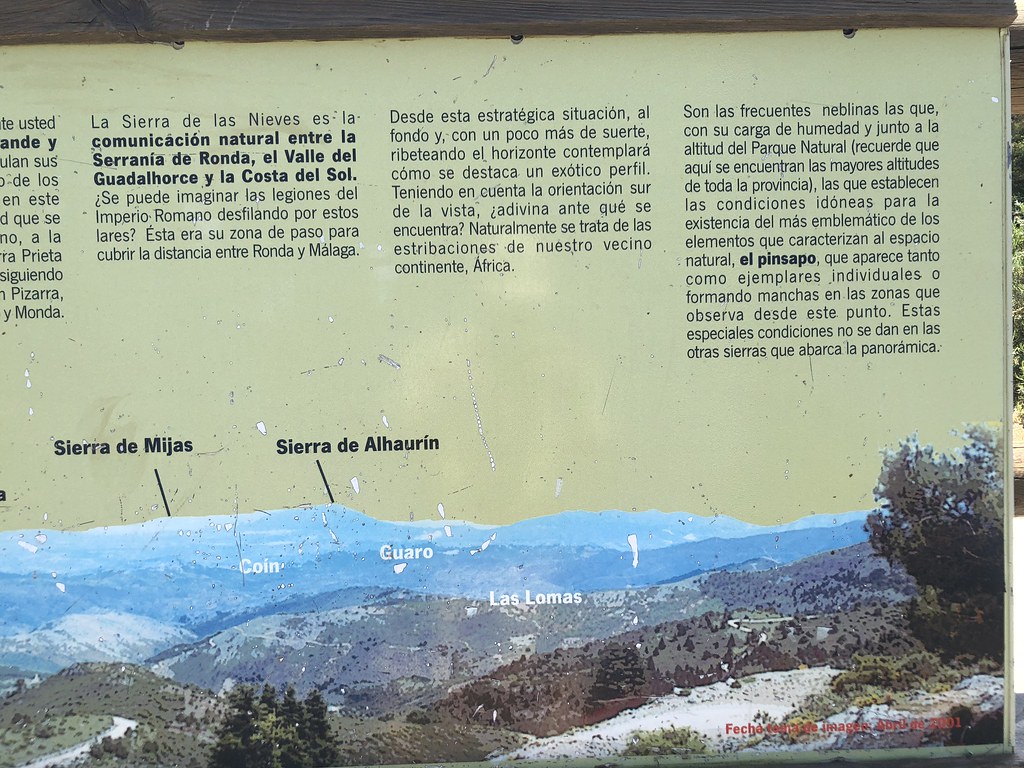 te usted
ande y
ulan sus
o de los
en este
d que se
no, a la
rra Prieta
siguiendo
n Pizarra,
y Monda.
La Sierra de las Nieves es la
comunicación natural entre la
Serranía de Ronda, el Valle del
Guadalhorce y la Costa del Sol.
¿Se puede imaginar las legiones del
Imperio Romano desfilando por estos
lares? Ésta era su zona de paso para
cubrir la distancia entre Ronda y Málaga.
Desde esta estratégica situación, al
fondo y, con un poco más de suerte,
ribeteando el horizonte contemplará
cómo se destaca un exótico perfil.
Teniendo en cuenta la orientación sur
de la vista, ¿adivina ante qué se
encuentra? Naturalmente se trata de las
estribaciones de nuestro vecino
continente, África.
Son las frecuentes neblinas las que,
con su carga de humedad y junto a la
altitud del Parque Natural (recuerde que
aquí se encuentran las mayores altitudes
de toda la provincia), las que establecen
las condiciones idóneas para la
existencia del más emblemático de los
elementos que caracterizan al espacio
natural, el pinsapo, que aparece tanto
como ejemplares individuales o
formando manchas en las zonas que
observa desde este punto. Estas
especiales condiciones no se dan en las
otras sierras que abarca la panorámica.
Sierra de Mijas
Sierra de Alhaurín
a
Guaro
Coín
Las Lomas
Fecha toma de imagen: Abril de 2001